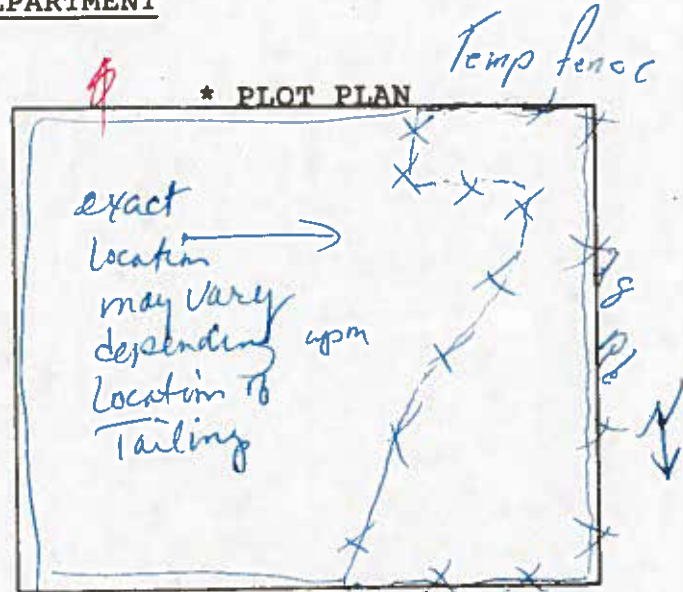 EPARTMENT
Temp fence
* PLOT PLAN
exact
location
may vary
depending upon
Location of
Tailing
N